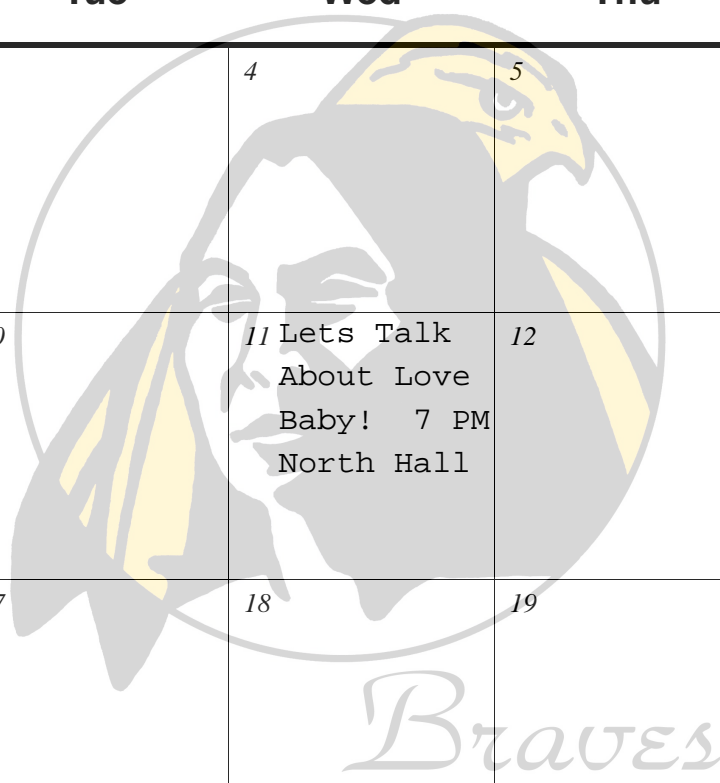 Tue Wed Thu
4 5
11 Lets Talk 12
About Love
Baby!  7 PM
North Hall
18 19
Braves